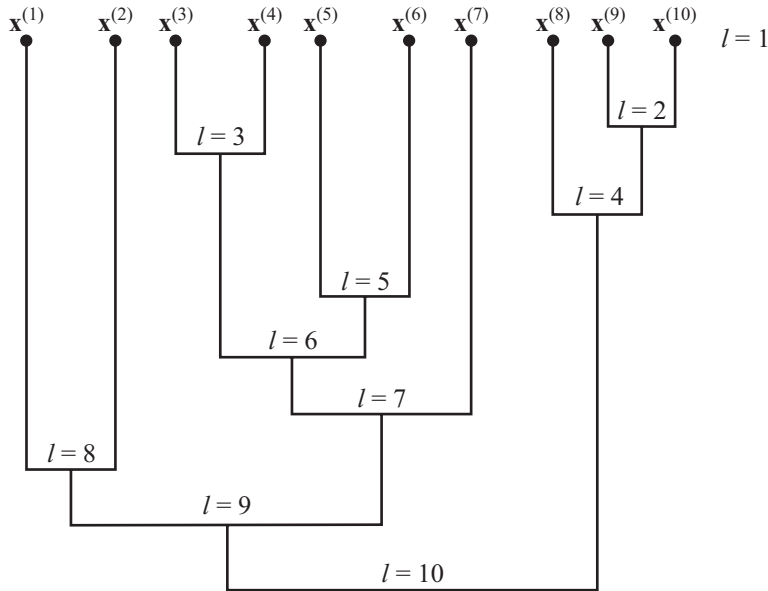 x(1) x(2) x(3) x(4) x(5) x(6) x(7) x(8) x(9) x(10)
l = 1
l = 2
l = 3
l = 4
l = 5
l = 6
l = 7
l = 8
l = 9
l = 10